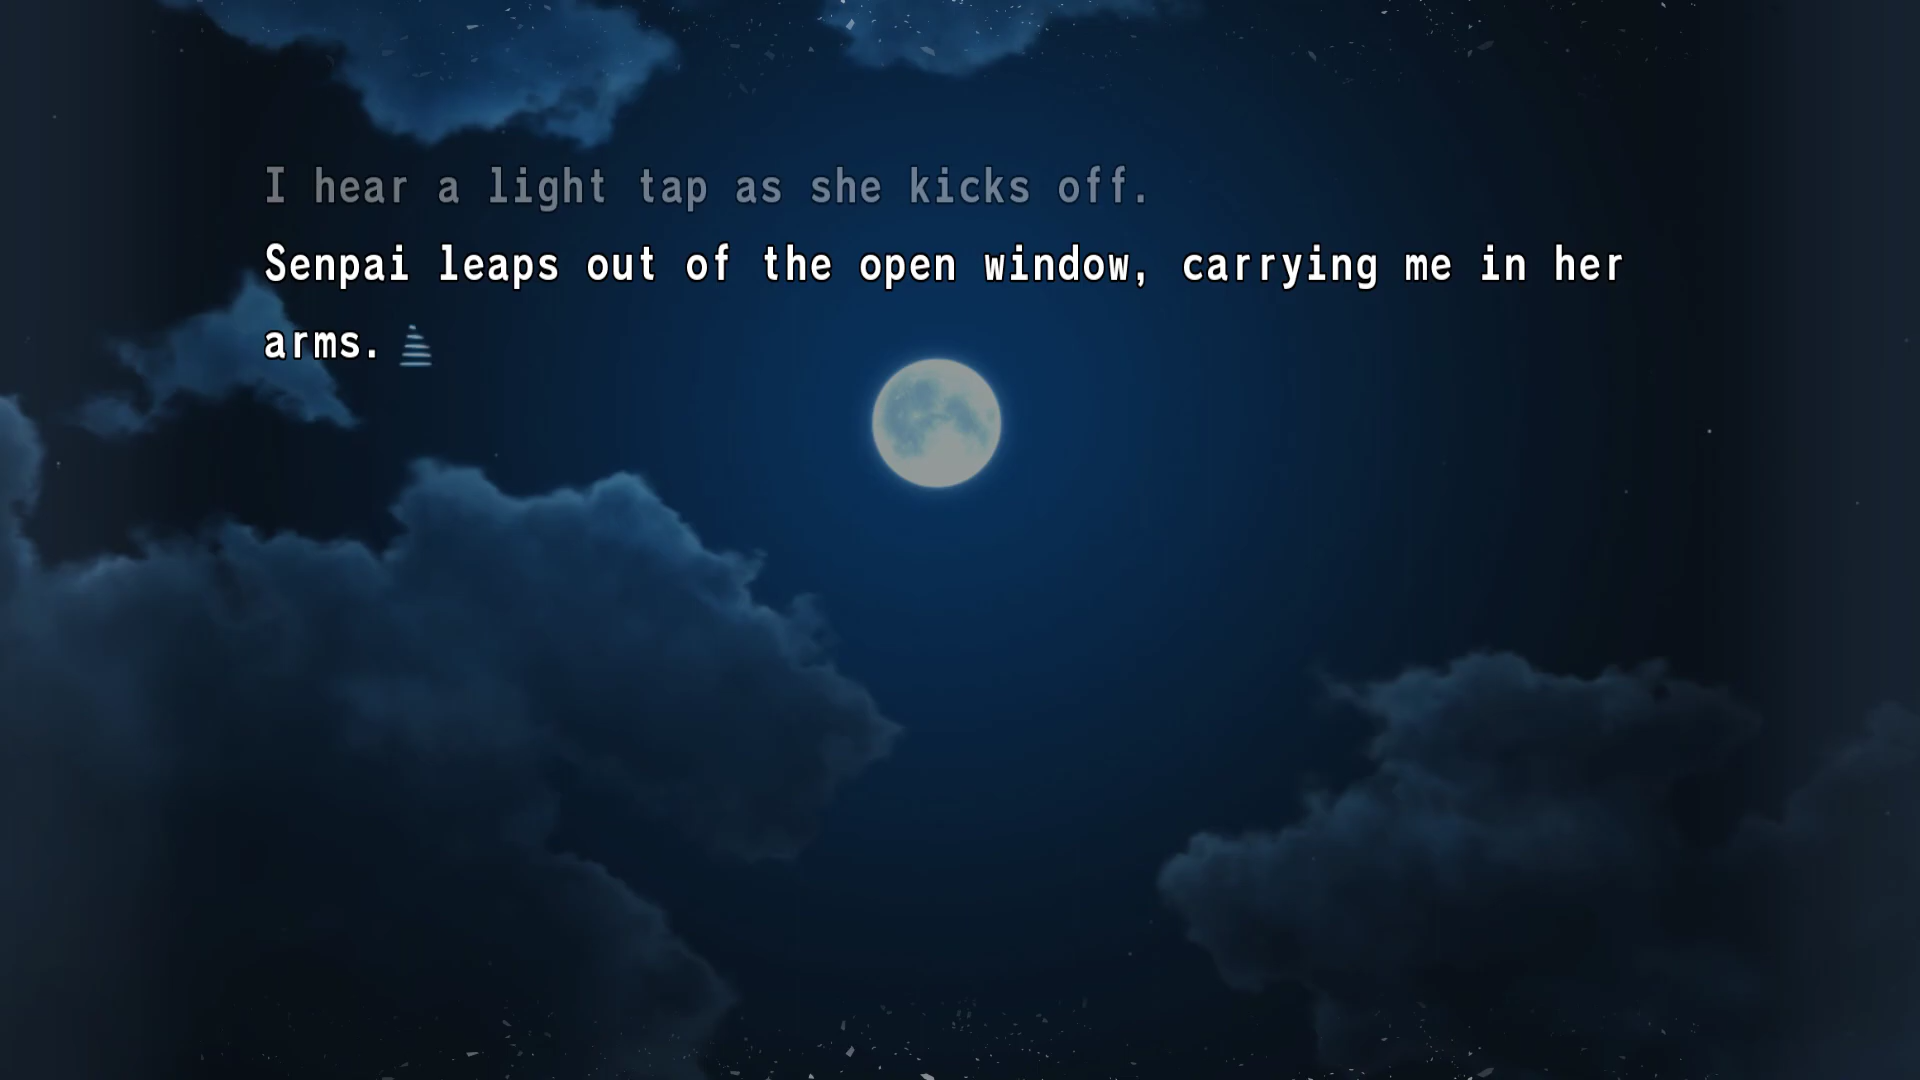 I hear a light tap as she kicks off.
Senpai leaps out of the open window, carrying me in her
arms.